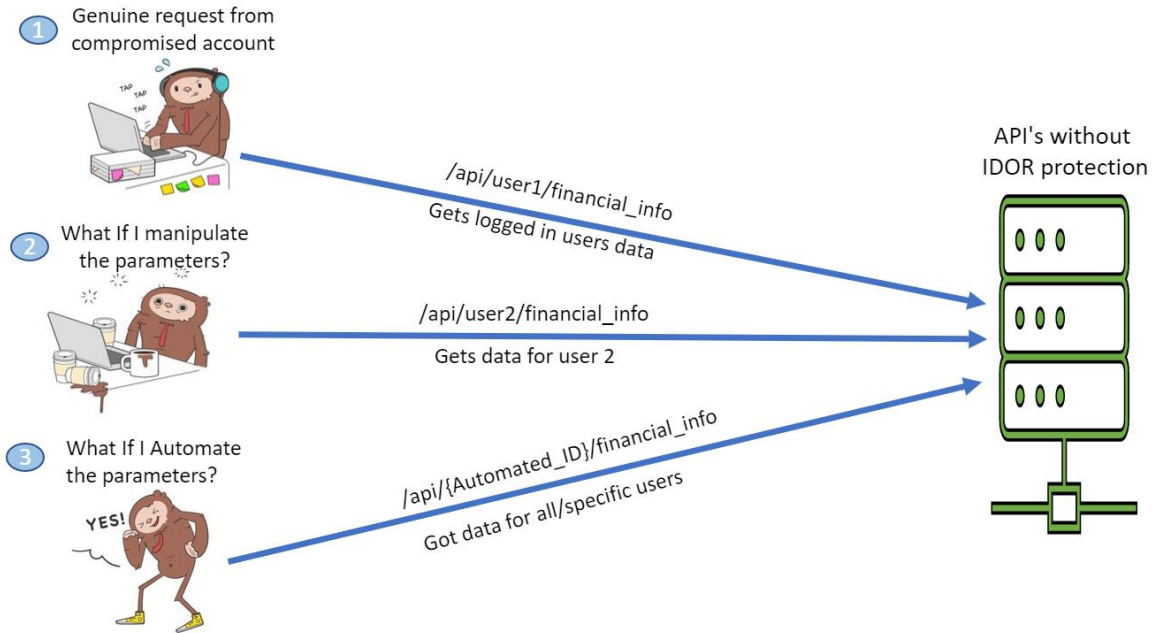 1
Genuine request from
compromised account
TAP
TAP
TAP
/api/user1/financial_info
Gets logged in users data
API's without
IDOR protection
2
What If I manipulate
the parameters?
/api/user2/financial_info
Gets data for user 2
3
What If I Automate
the parameters?
YES!
/api/{Automated_ID}/financial_info
Got data for all/specific users